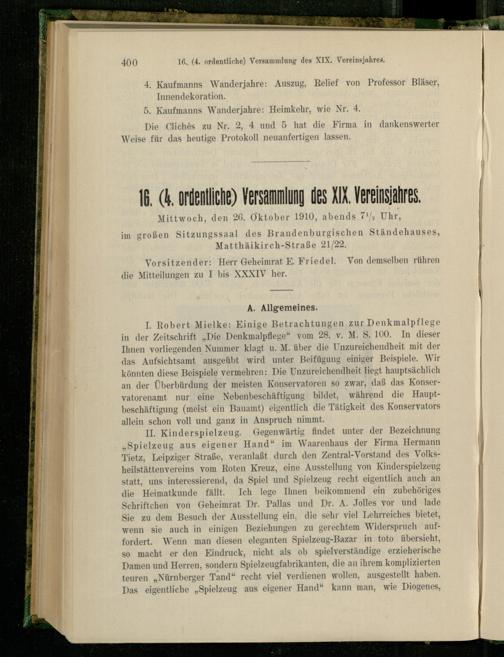 400 16. (4. ordentliche) Versammlung des XIX. Vereinsjahres.
4. Kaufmanns Wanderjahre: Auszug, Relief von Professor Bläser,
Innendekoration.
5. Kaufmanns Wanderjahre: Heimkehr, wie Nr. 4.
Die Clichés zu Nr. 2, 4 und 5 hat die Firma in dankenswerter
Weise für das heutige Protokoll neuanfertigen lassen.
16. (4. ordentliche) Versammlung des XIX. Vereinsjahres.
Mittwoch, den 26. Oktober 1910, abends 7½ Uhr,
im großen Sitzungssaal des Brandenburgischen Ständehauses,
Matthäikirch-Straße 21/22.
Vorsitzender: Herr Geheimrat E. Friedel. Von demselben rühren
die Mitteilungen zu I bis XXXIV her.
A. Allgemeines.
I. Robert Mielke: Einige Betrachtungen zur Denkmalpflege
in der Zeitschrift „Die Denkmalpflege" vom 28. v. M. S. 100. In dieser
Ihnen vorliegenden Nummer klagt u. M. über die Unzureichendheit mit der
das Aufsichtsamt ausgeübt wird unter Beifügung einiger Beispiele. Wir
könnten diese Beispiele vermehren: Die Unzureichendheit liegt hauptsächlich
an der Überbürdung der meisten Konservatoren so zwar, daß das Konser-
vatorenamt nur eine Nebenbeschäftigung bildet, während die Haupt-
beschäftigung (meist ein Bauamt) eigentlich die Tätigkeit des Konservators
allein schon voll und ganz in Anspruch nimmt.
II. Kinderspielzeug. Gegenwärtig findet unter der Bezeichnung
„Spielzeug aus eigener Hand" im Waarenhaus der Firma Hermann
Tietz, Leipziger Straße, veranlaßt durch den Zentral-Vorstand des Volks-
heilstättenvereins vom Roten Kreuz, eine Ausstellung von Kinderspielzeug
statt, uns interessierend, da Spiel und Spielzeug recht eigentlich auch an
die Heimatkunde fällt. Ich lege Ihnen beikommend ein zubehöriges
Schriftchen von Geheimrat Dr. Pallas und Dr. A. Jolles vor und lade
Sie zu dem Besuch der Ausstellung ein, die sehr viel Lehrreiches bietet,
wenn sie auch in einigen Beziehungen zu gerechtem Widerspruch auf-
fordert. Wenn man diesen eleganten Spielzeug-Bazar in toto übersieht,
so macht er den Eindruck, nicht als ob spielverständige erzieherische
Damen und Herren, sondern Spielzeugfabrikanten, die an ihrem komplizierten
teuren „Nürnberger Tand" recht viel verdienen wollen, ausgestellt haben.
Das eigentliche „Spielzeug aus eigener Hand" kann man, wie Diogenes,